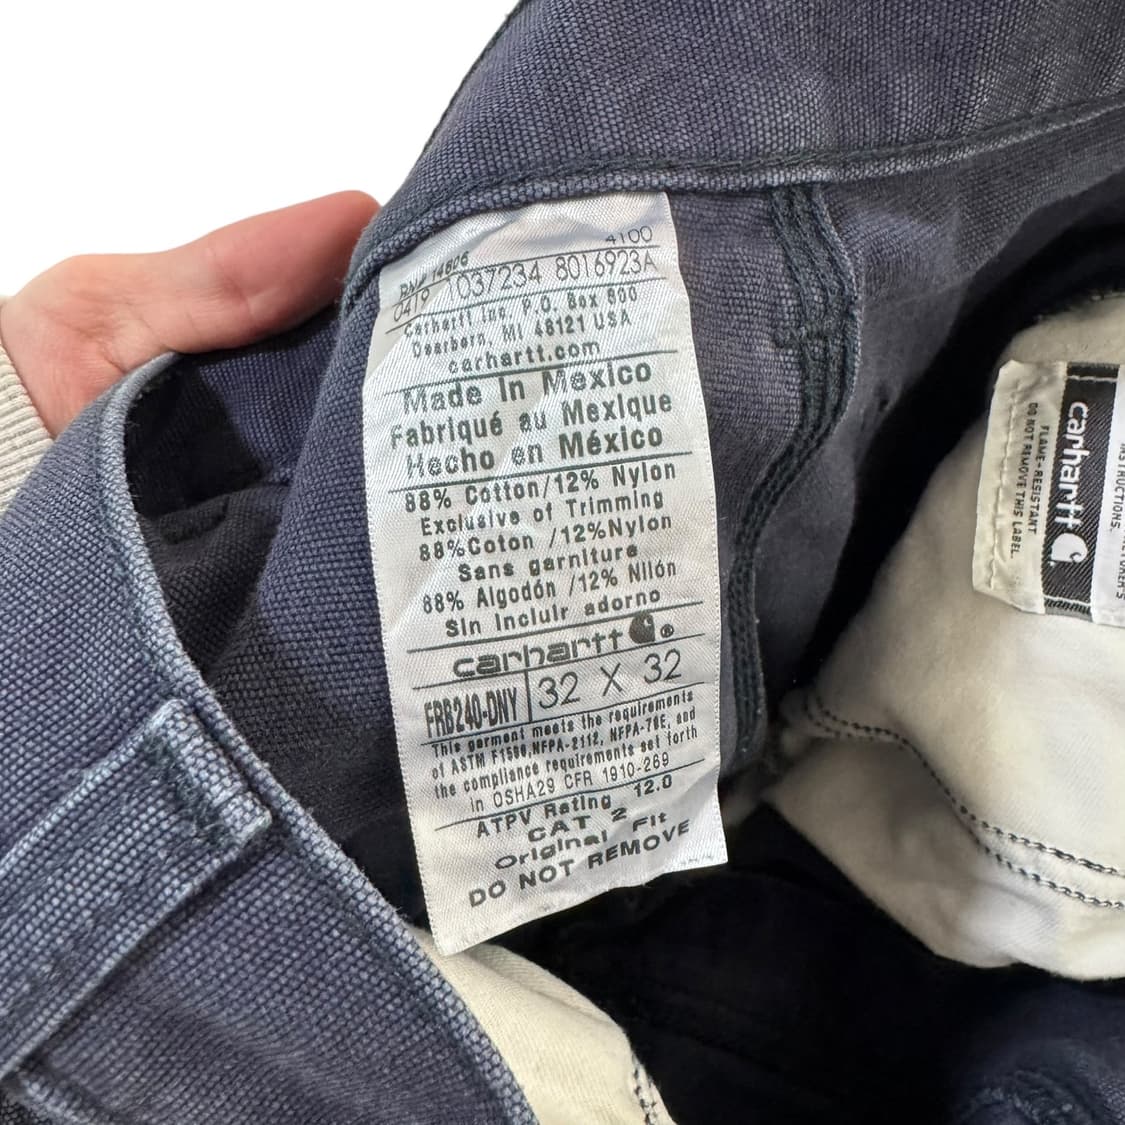 4100
RN# 14806
0419 1037234 8016923A
Carhartt Inc. P.O. Box 600
Dearborn, MI 48121 USA
carhartt.com
Made In Mexico
Fabriqué au Mexique
Hecho en México
88% Cotton/12% Nylon
Exclusive of Trimming
88%Coton /12%Nylon
Sans garniture
88% Algodón /12% Nilón
Sin Incluir adorno
carhartt ®
FRB240-DNY 32 X 32
This garment meets the requirements
of ASTM F1506,NFPA-2112, NFPA-70E, and
the compliance requirements set forth
in OSHA29 CFR 1910-269
ATPV Rating 12.0
CAT 2
Original Fit
DO NOT REMOVE
carhartt
FLAME-RESISTANT
DO NOT REMOVE THIS LABEL.